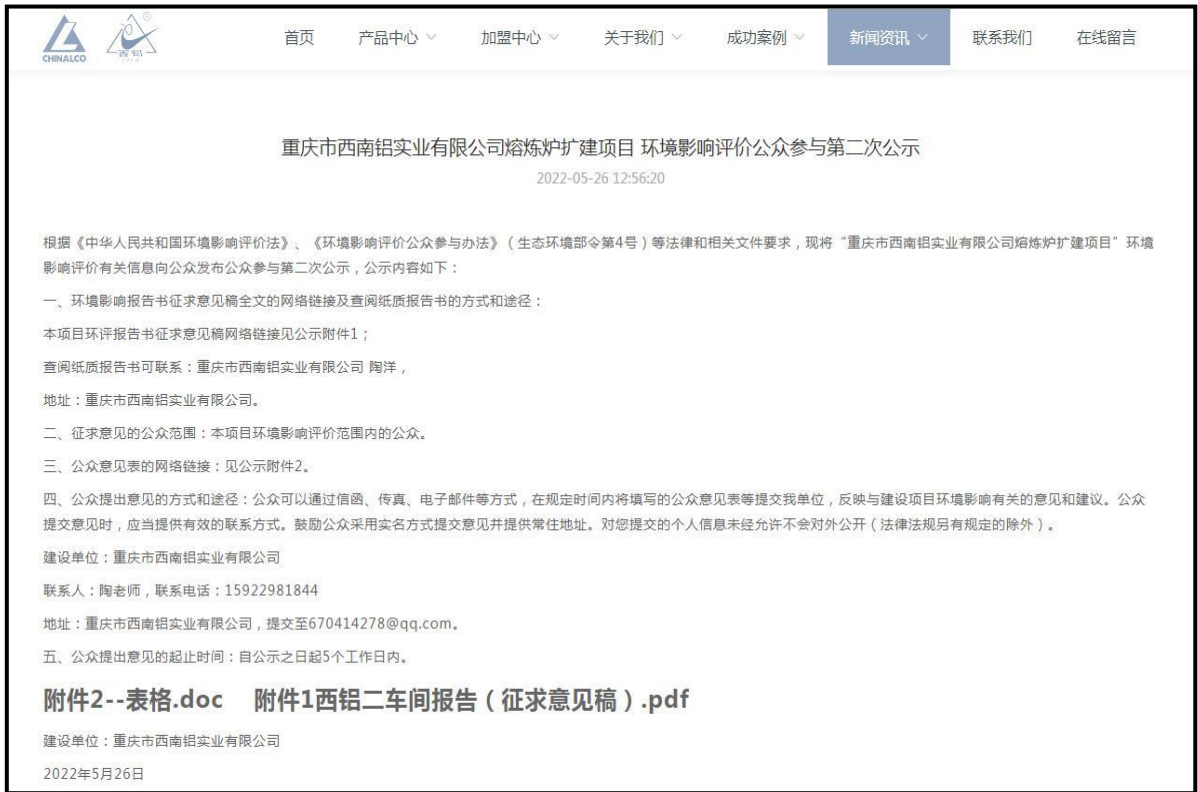 CHINALCO
西铝
®
首页 产品中心 加盟中心 关于我们 成功案例 新闻资讯 联系我们 在线留言
重庆市西南铝实业有限公司熔炼炉扩建项目 环境影响评价公众参与第二次公示
2022-05-26 12:56:20
根据《中华人民共和国环境影响评价法》、《环境影响评价公众参与办法》（生态环境部令第4号）等法律和相关文件要求，现将“重庆市西南铝实业有限公司熔炼炉扩建项目”环境
影响评价有关信息向公众发布公众参与第二次公示，公示内容如下：
一、环境影响报告书征求意见稿全文的网络链接及查阅纸质报告书的方式和途径：
本项目环评报告书征求意见稿网络链接见公示附件1；
查阅纸质报告书可联系：重庆市西南铝实业有限公司 陶洋，
地址：重庆市西南铝实业有限公司。
二、征求意见的公众范围：本项目环境影响评价范围内的公众。
三、公众意见表的网络链接：见公示附件2。
四、公众提出意见的方式和途径：公众可以通过信函、传真、电子邮件等方式，在规定时间内将填写的公众意见表等提交我单位，反映与建设项目环境影响有关的意见和建议。公众
提交意见时，应当提供有效的联系方式。鼓励公众采用实名方式提交意见并提供常住地址。对您提交的个人信息未经允许不会对外公开（法律法规另有规定的除外）。
建设单位：重庆市西南铝实业有限公司
联系人：陶老师，联系电话：15922981844
地址：重庆市西南铝实业有限公司，提交至670414278@qq.com。
五、公众提出意见的起止时间：自公示之日起5个工作日内。
附件2--表格.doc 附件1西铝二车间报告（征求意见稿）.pdf
建设单位：重庆市西南铝实业有限公司
2022年5月26日